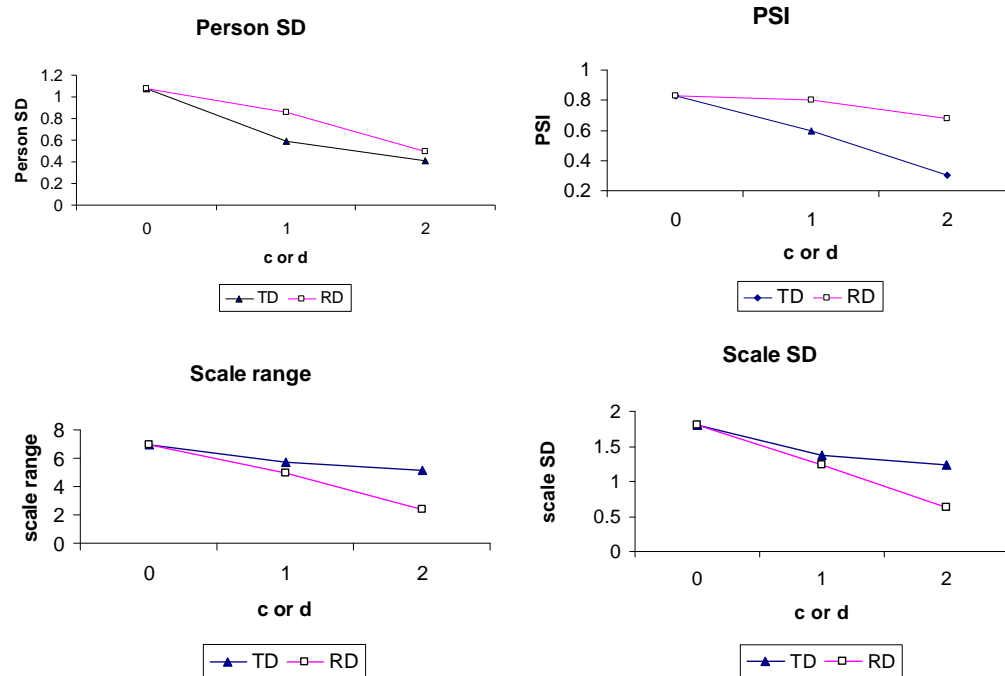 Person SD
Person SD
1.2
1
0.8
0.6
0.4
0.2
0
0 1 2
c or d
TD RD
PSI
PSI
1
0.8
0.6
0.4
0.2
0 1 2
c or d
TD RD
Scale range
scale range
8
6
4
2
0
0 1 2
c or d
TD RD
Scale SD
scale SD
2
1.5
1
0.5
0
0 1 2
c or d
TD RD